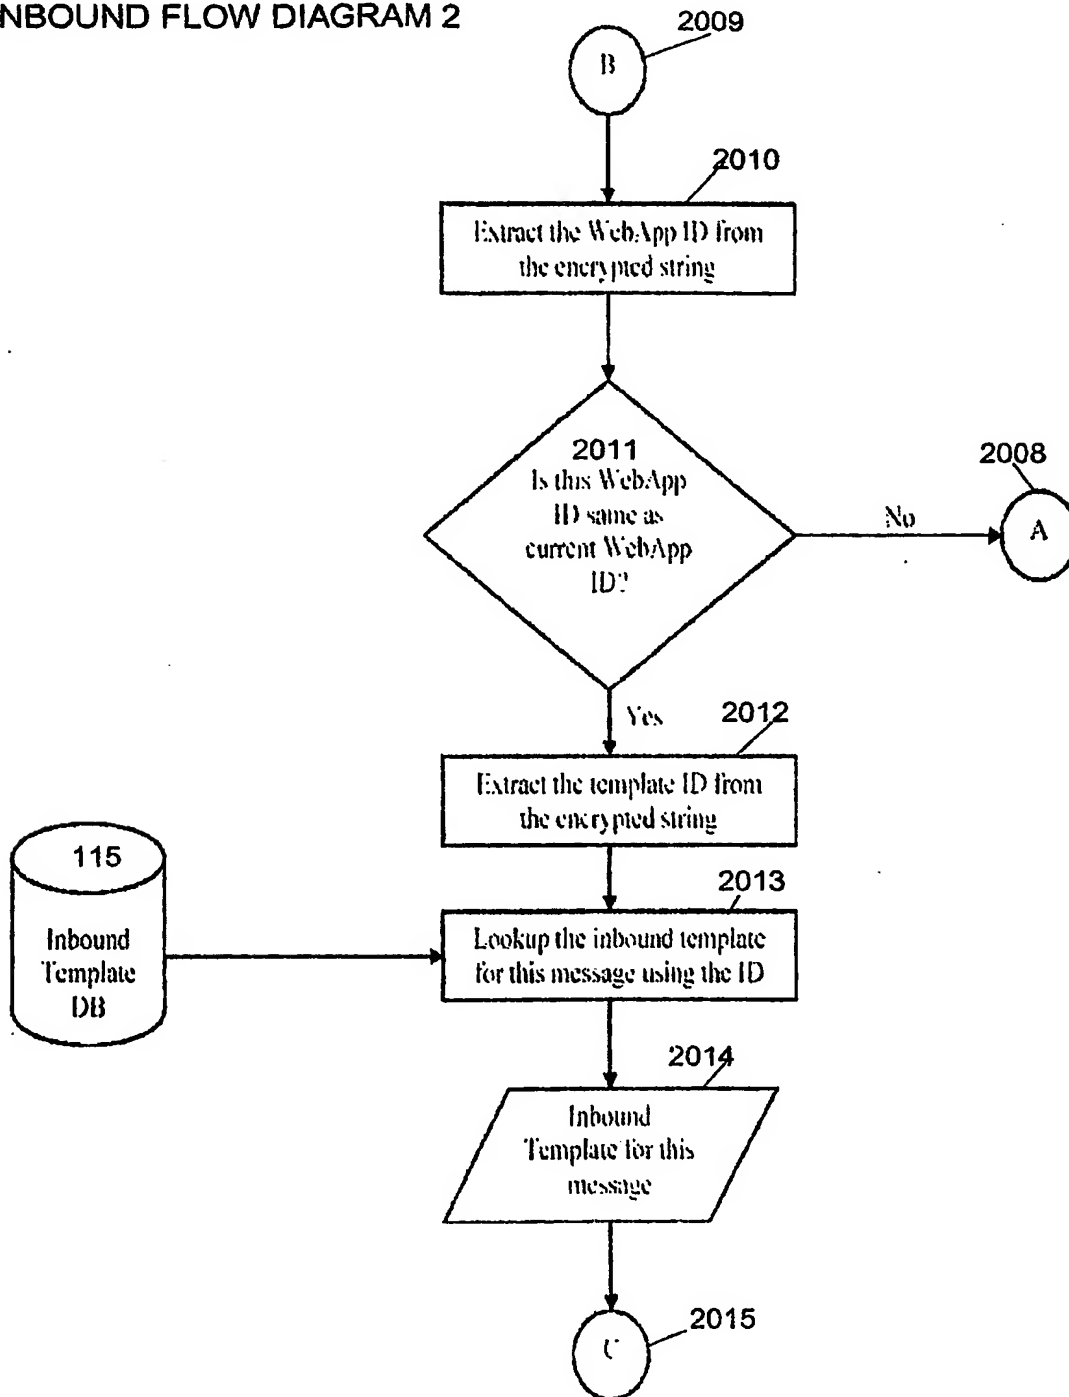 NBOUND FLOW DIAGRAM 2
2009
B
2010
Extract the WebApp ID from
the encrypted string
2011
Is this WebApp
ID same as
current WebApp
ID?
No
2008
A
Yes
2012
Extract the template ID from
the encrypted string
115
Inbound
Template
DB
2013
Lookup the inbound template
for this message using the ID
2014
Inbound
Template for this
message
2015
C